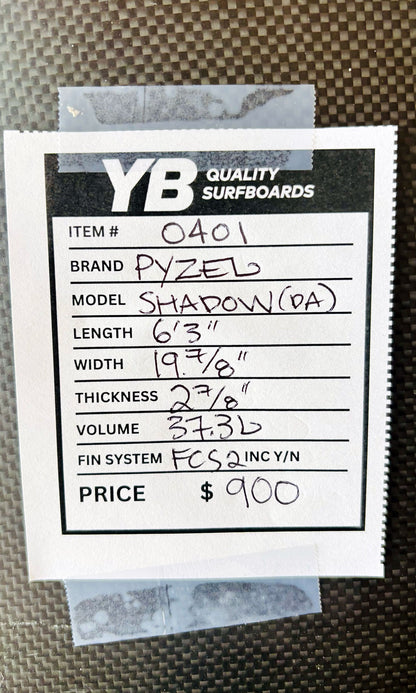 YB QUALITY
SURFBOARDS
ITEM # 0401
BRAND PYZEL
MODEL SHADOW (DA)
LENGTH 6'3"
WIDTH 19.7/8"
THICKNESS 2 7/8"
VOLUME 37.3L
FIN SYSTEM FCS2 INC Y/N
PRICE $ 900